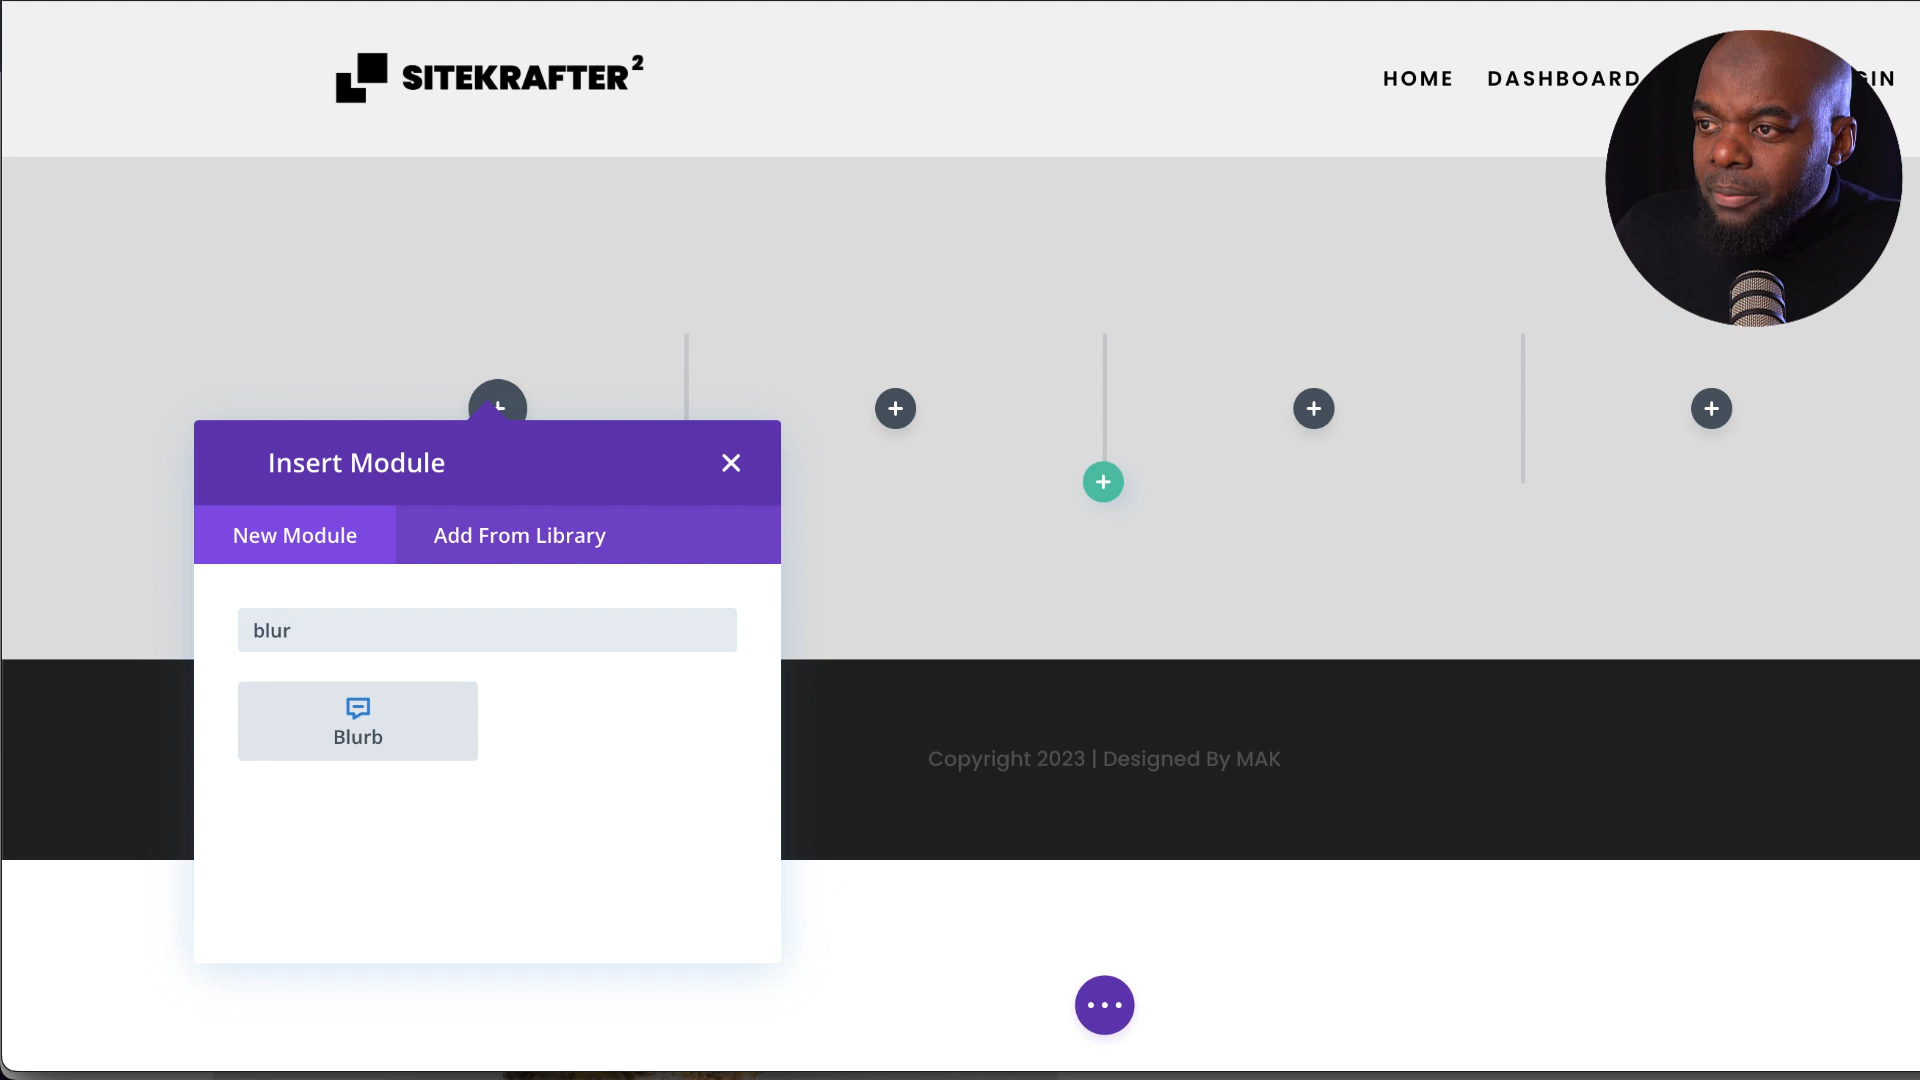 SITEKRAFTER²
HOME DASHBOARD
Insert Module
New Module Add From Library
blur
Blurb
Copyright 2023 | Designed By MAK